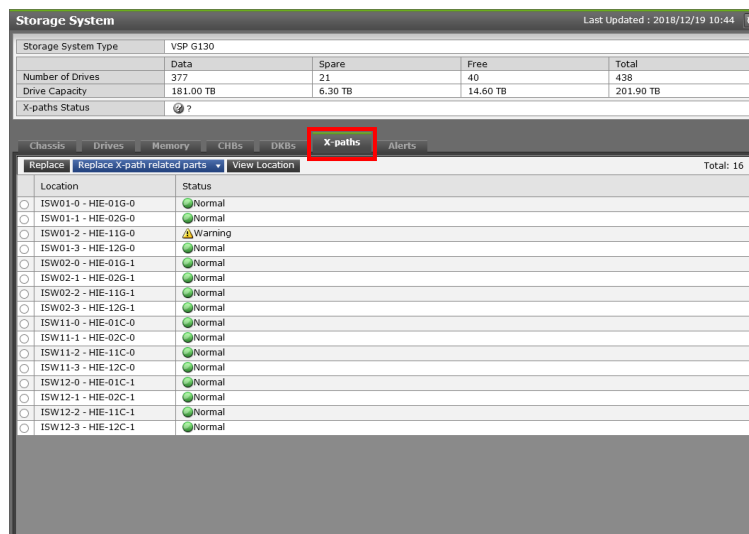 Storage System Last Updated : 2018/12/19 10:44
Storage System Type VSP G130
Data Spare Free Total
Number of Drives 377 21 40 438
Drive Capacity 181.00 TB 6.30 TB 14.60 TB 201.90 TB
X-paths Status ?
Chassis Drives Memory CHBs DKBs X-paths Alerts
Replace Replace X-path related parts View Location Total: 16
Location Status
ISW01-0 - HIE-01G-0 Normal
ISW01-1 - HIE-02G-0 Normal
ISW01-2 - HIE-11G-0 Warning
ISW01-3 - HIE-12G-0 Normal
ISW02-0 - HIE-01G-1 Normal
ISW02-1 - HIE-02G-1 Normal
ISW02-2 - HIE-11G-1 Normal
ISW02-3 - HIE-12G-1 Normal
ISW11-0 - HIE-01C-0 Normal
ISW11-1 - HIE-02C-0 Normal
ISW11-2 - HIE-11C-0 Normal
ISW11-3 - HIE-12C-0 Normal
ISW12-0 - HIE-01C-1 Normal
ISW12-1 - HIE-02C-1 Normal
ISW12-2 - HIE-11C-1 Normal
ISW12-3 - HIE-12C-1 Normal